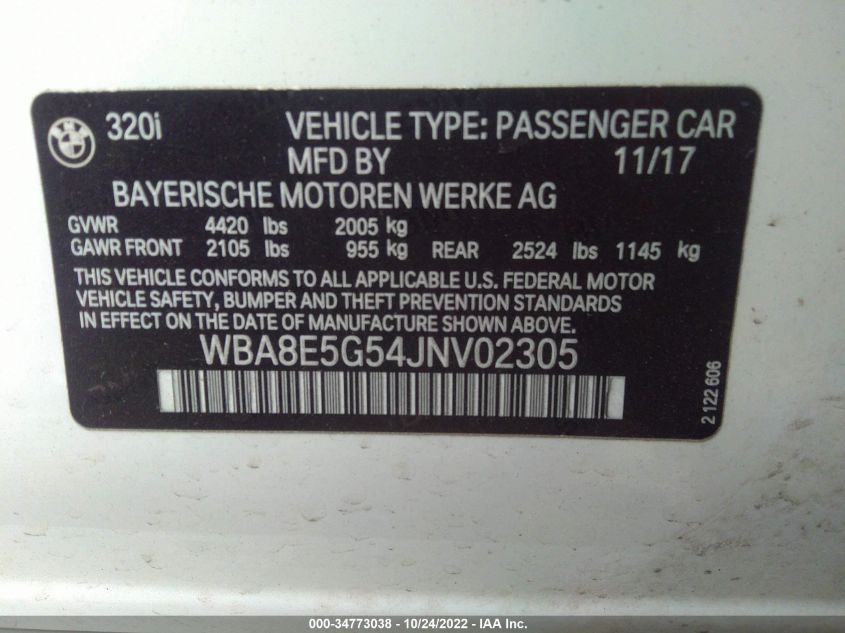 BMW 320i VEHICLE TYPE: PASSENGER CAR
MFD BY 11/17
BAYERISCHE MOTOREN WERKE AG
GVWR 4420 lbs 2005 kg
GAWR FRONT 2105 lbs 955 kg REAR 2524 lbs 1145 kg
THIS VEHICLE CONFORMS TO ALL APPLICABLE U.S. FEDERAL MOTOR
VEHICLE SAFETY, BUMPER AND THEFT PREVENTION STANDARDS
IN EFFECT ON THE DATE OF MANUFACTURE SHOWN ABOVE.
WBA8E5G54JNV02305
2 122 606
000-34773038 - 10/24/2022 - IAA Inc.